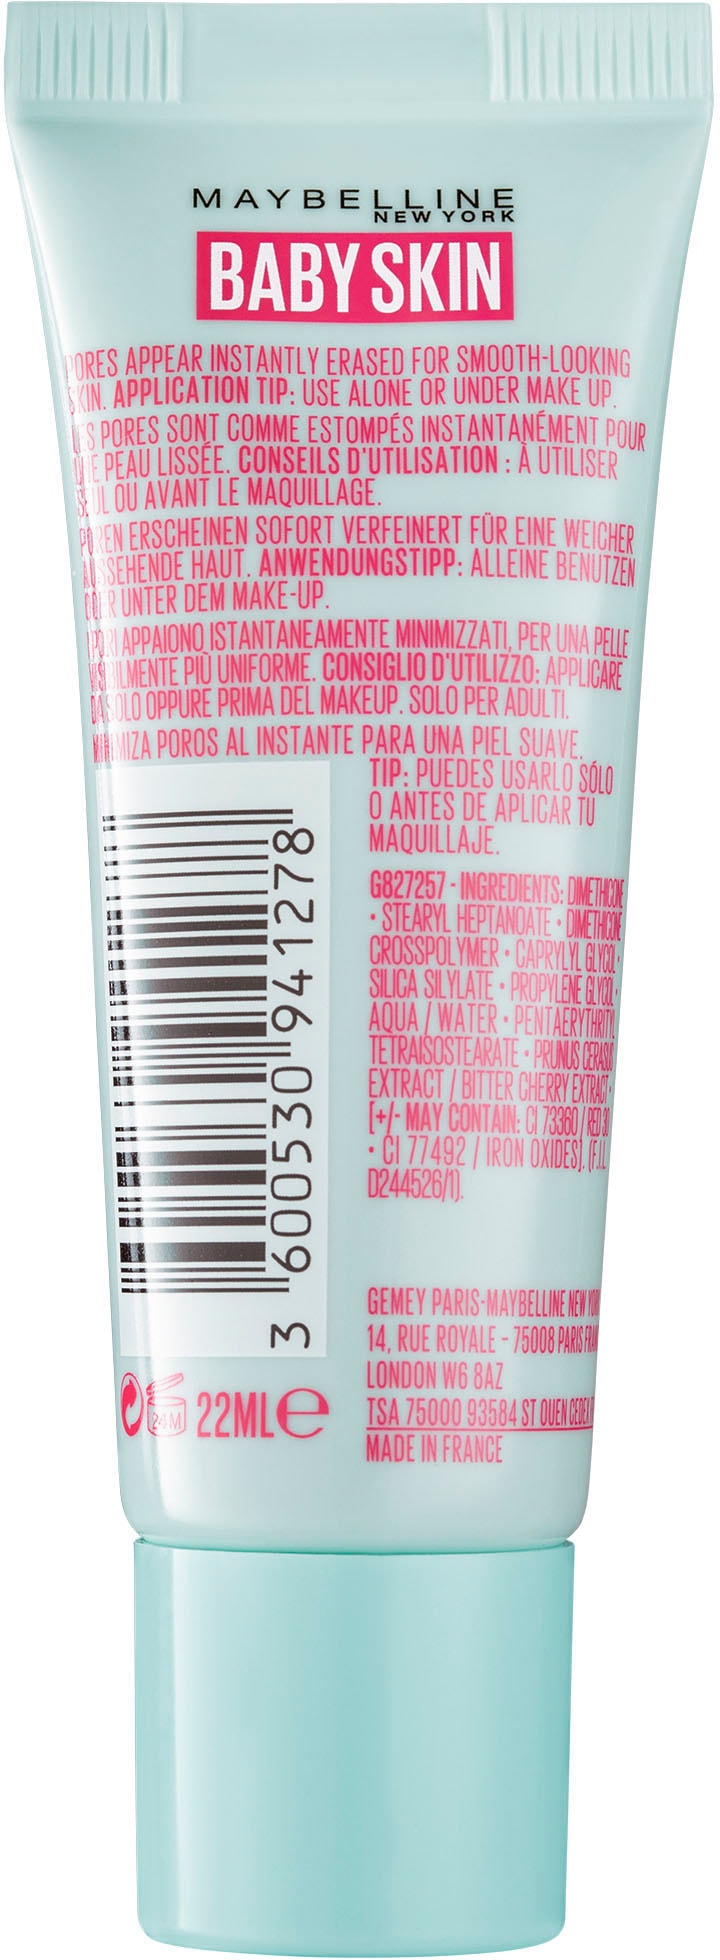 MAYBELLINE
NEW YORK
BABY SKIN
PORES APPEAR INSTANTLY ERASED FOR SMOOTH-LOOKING
SKIN. APPLICATION TIP: USE ALONE OR UNDER MAKE UP.
LES PORES SONT COMME ESTOMPÉS INSTANTANÉMENT POUR
UNE PEAU LISSÉE. CONSEILS D'UTILISATION : À UTILISER
SEUL OU AVANT LE MAQUILLAGE.
POREN ERSCHEINEN SOFORT VERFEINERT FÜR EINE WEICHER
AUSSEHENDE HAUT. ANWENDUNGSTIPP: ALLEINE BENUTZEN
ODER UNTER DEM MAKE-UP.
I PORI APPAIONO ISTANTANEAMENTE MINIMIZZATI, PER UNA PELLE
VISIBILMENTE PIÙ UNIFORME. CONSIGLIO D'UTILIZZO: APPLICARE
DA SOLO OPPURE PRIMA DEL MAKEUP. SOLO PER ADULTI.
MINIMIZA POROS AL INSTANTE PARA UNA PIEL SUAVE.
TIP: PUEDES USARLO SÓLO
O ANTES DE APLICAR TU
MAQUILLAJE.
G827257 - INGREDIENTS: DIMETHICONE
• STEARYL HEPTANOATE • DIMETHICONE
CROSSPOLYMER • CAPRYLYL GLYCOL •
SILICA SILYLATE • PROPYLENE GLYCOL •
AQUA / WATER • PENTAERYTHRITYL
TETRAISOSTEARATE • PRUNUS CERASUS
EXTRACT / BITTER CHERRY EXTRACT •
[+/- MAY CONTAIN: CI 73360 / RED 30
• CI 77492 / IRON OXIDES]. (F.I.L.
D244526/1).
3 600530 941278
GEMEY PARIS-MAYBELLINE NEW YORK
14, RUE ROYALE - 75008 PARIS FRAN
LONDON W6 8AZ
TSA 75000 93584 ST OUEN CEDEX
MADE IN FRANCE
24M 22ML e